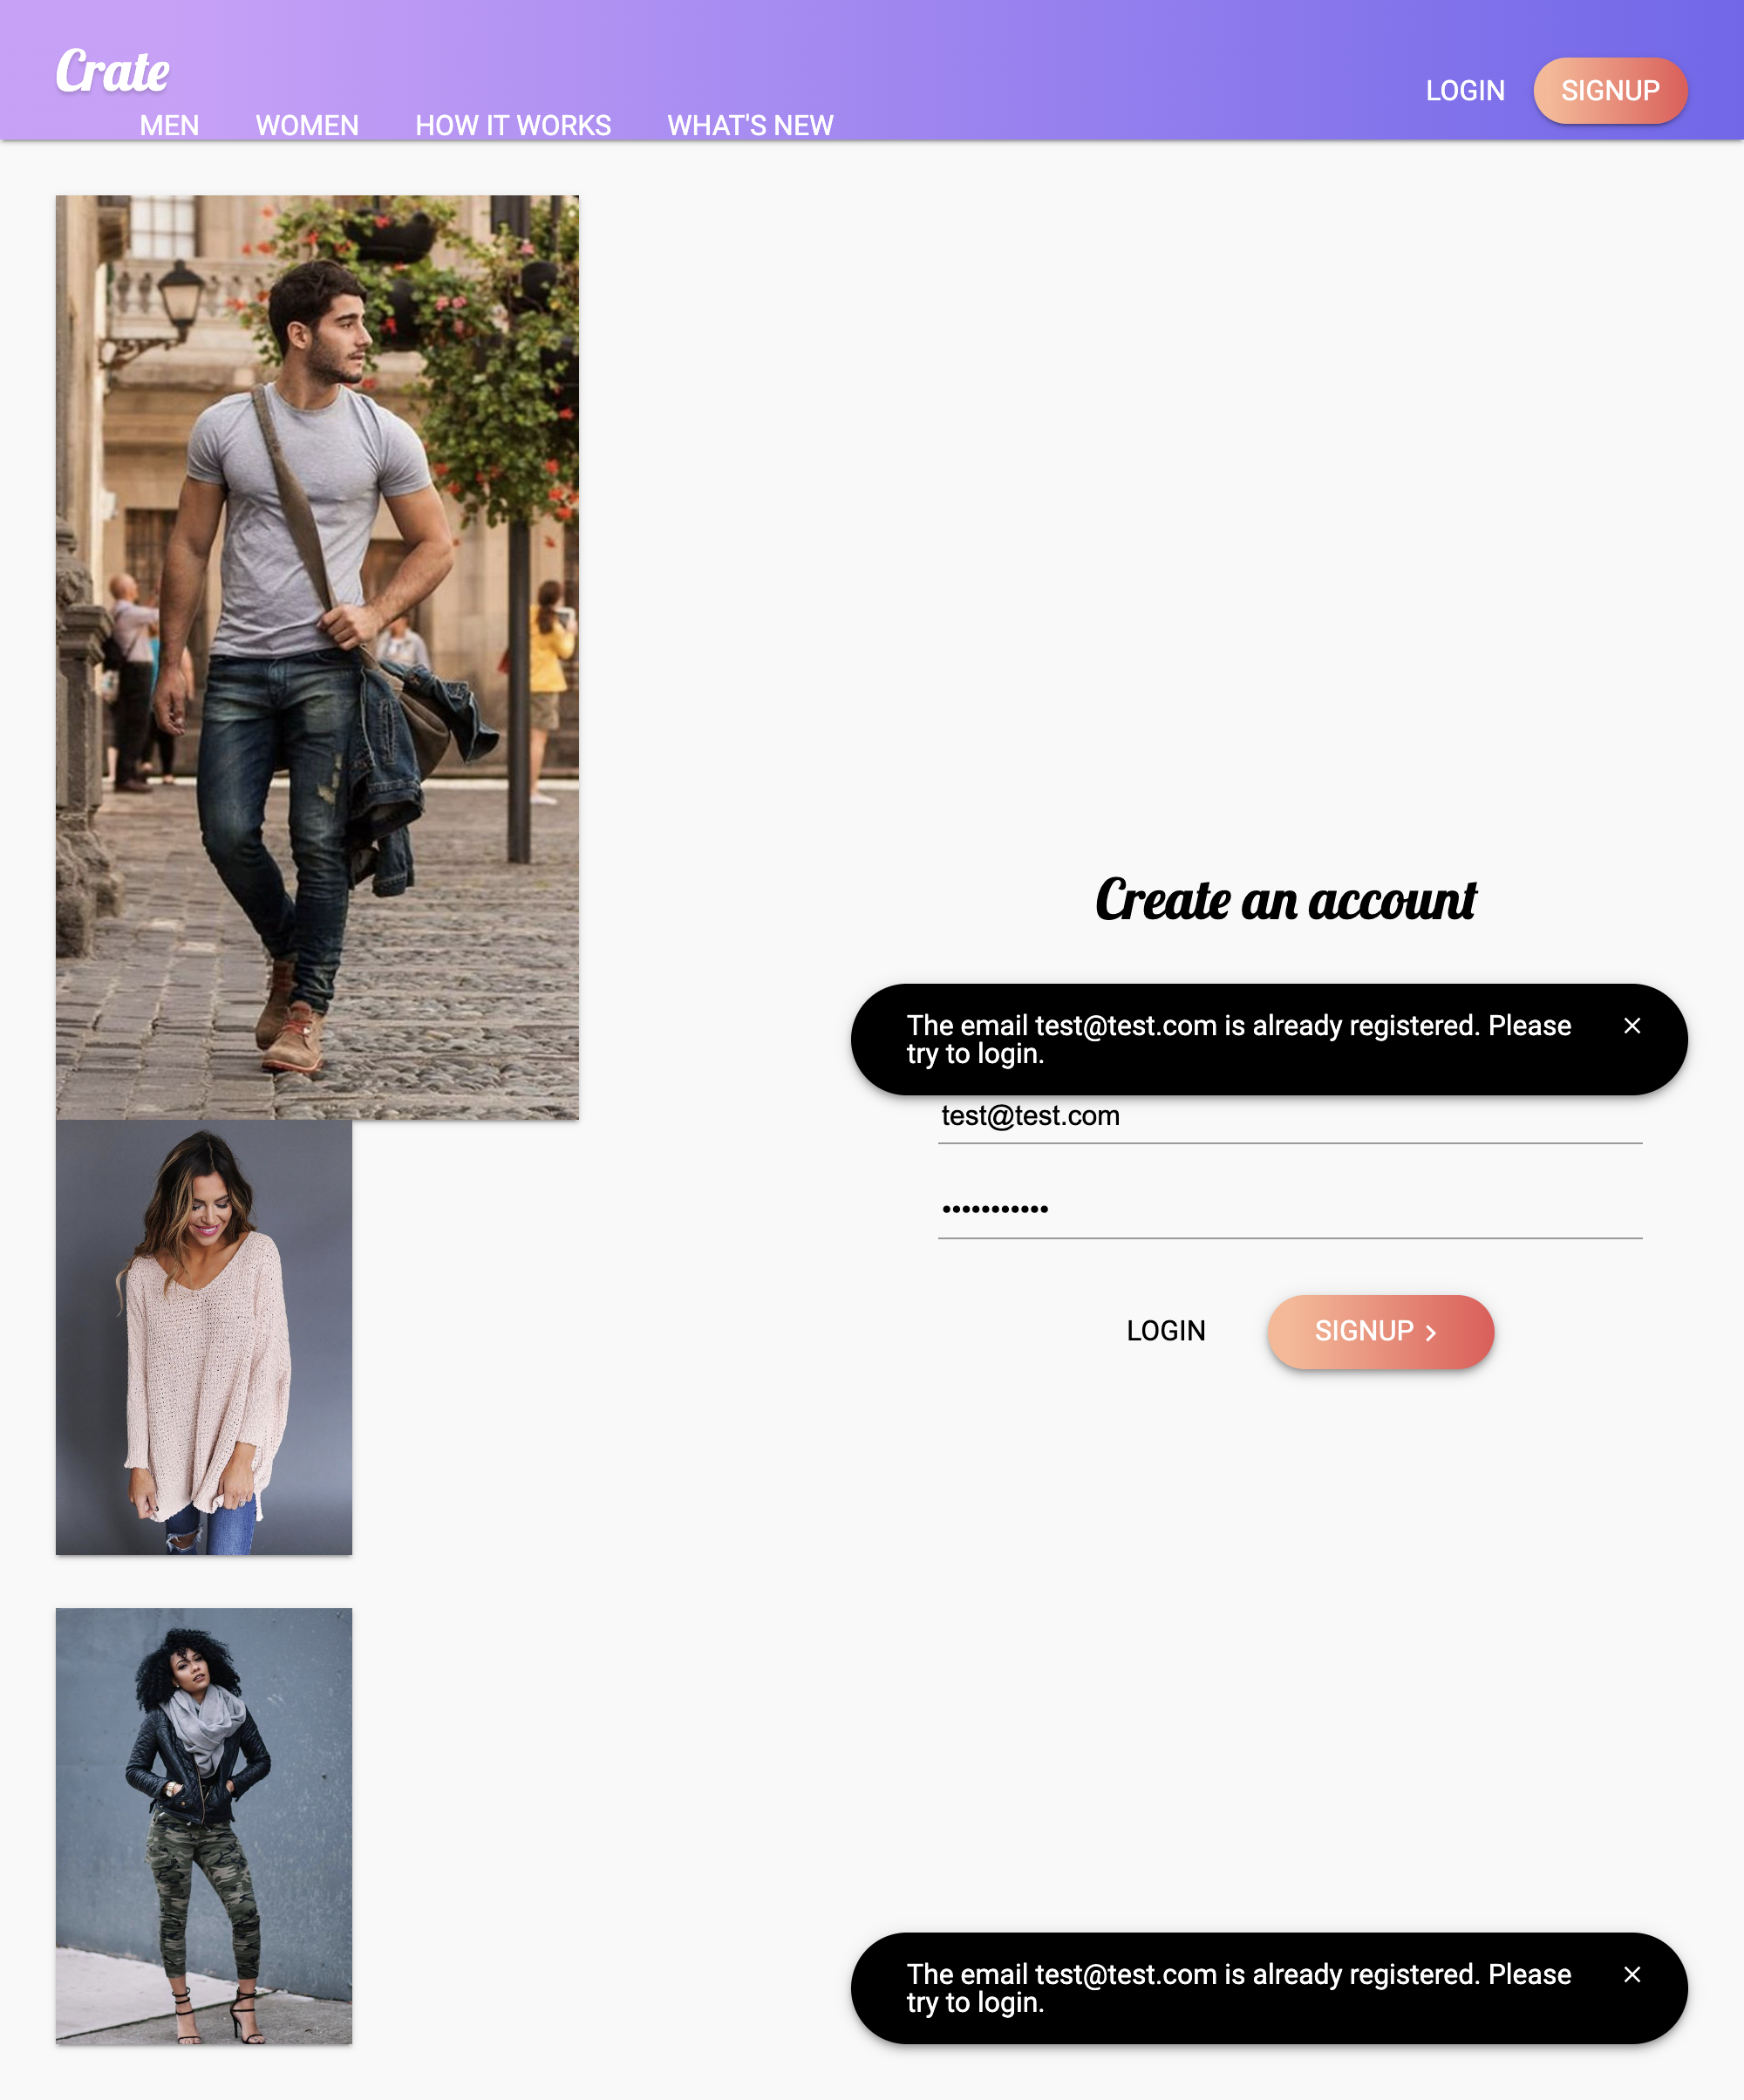 Crate
MEN WOMEN HOW IT WORKS WHAT'S NEW
LOGIN SIGNUP
Create an account
The email test@test.com is already registered. Please
try to login.
test@test.com
•••••••••••
LOGIN SIGNUP
The email test@test.com is already registered. Please
try to login.